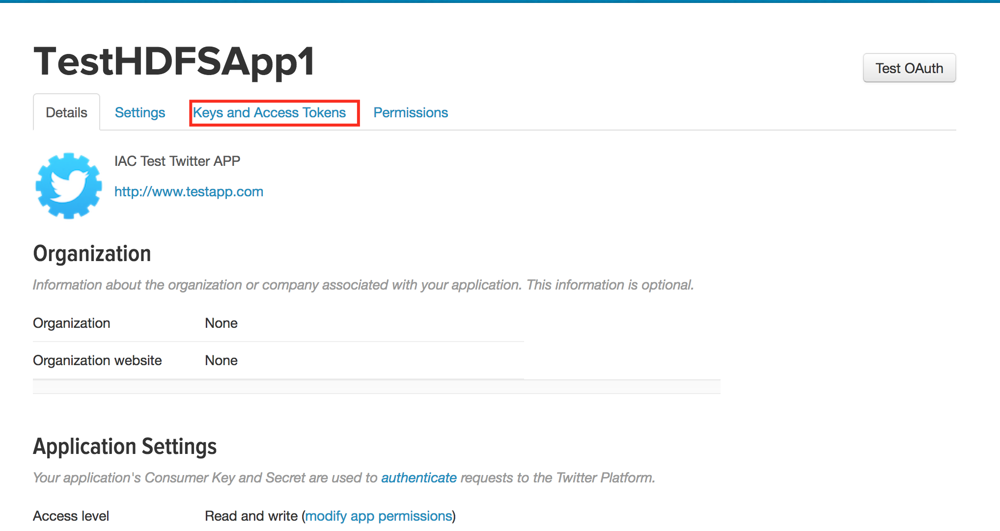 TestHDFSApp1
Test OAuth
Details Settings Keys and Access Tokens Permissions
IAC Test Twitter APP
http://www.testapp.com
Organization
Information about the organization or company associated with your application. This information is optional.
Organization None
Organization website None
Application Settings
Your application's Consumer Key and Secret are used to authenticate requests to the Twitter Platform.
Access level Read and write (modify app permissions)